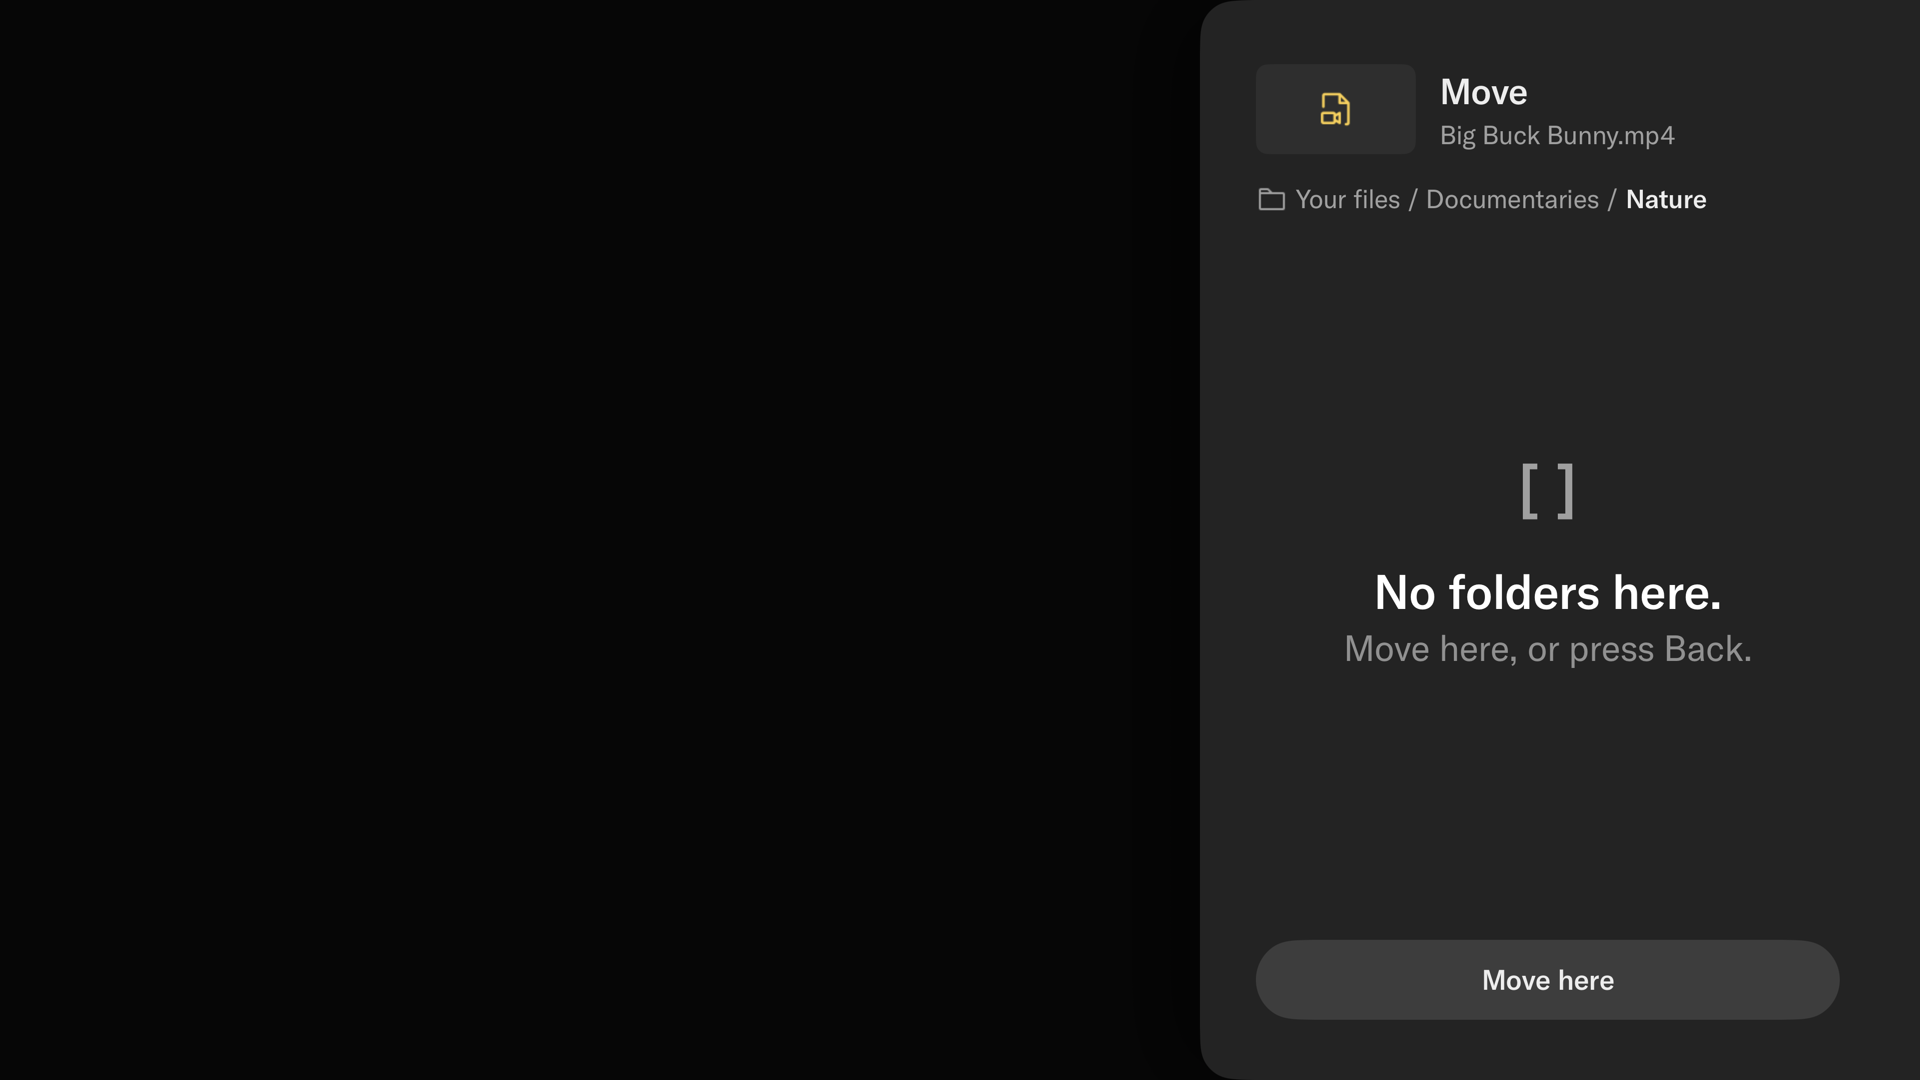 Move
Big Buck Bunny.mp4
Your files / Documentaries / Nature
[ ]
No folders here.
Move here, or press Back.
Move here